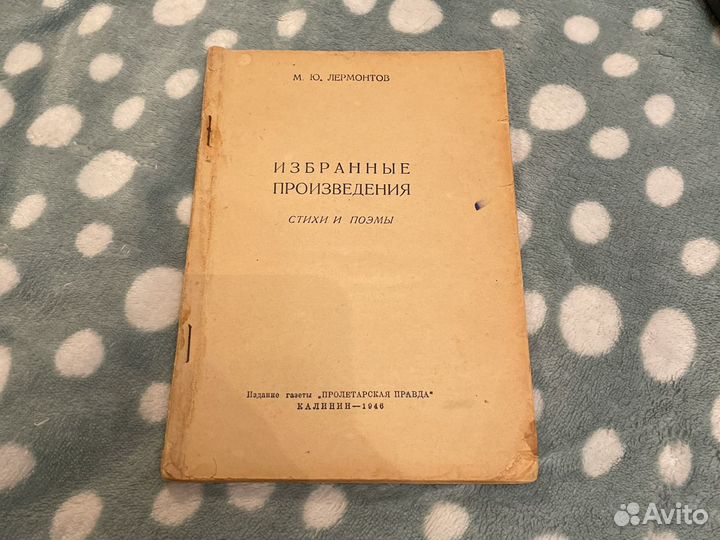 М. Ю. ЛЕРМОНТОВ
ИЗБРАННЫЕ
ПРОИЗВЕДЕНИЯ
СТИХИ И ПОЭМЫ
Издание газеты „ПРОЛЕТАРСКАЯ ПРАВДА"
КАЛИНИН—1946
Avito